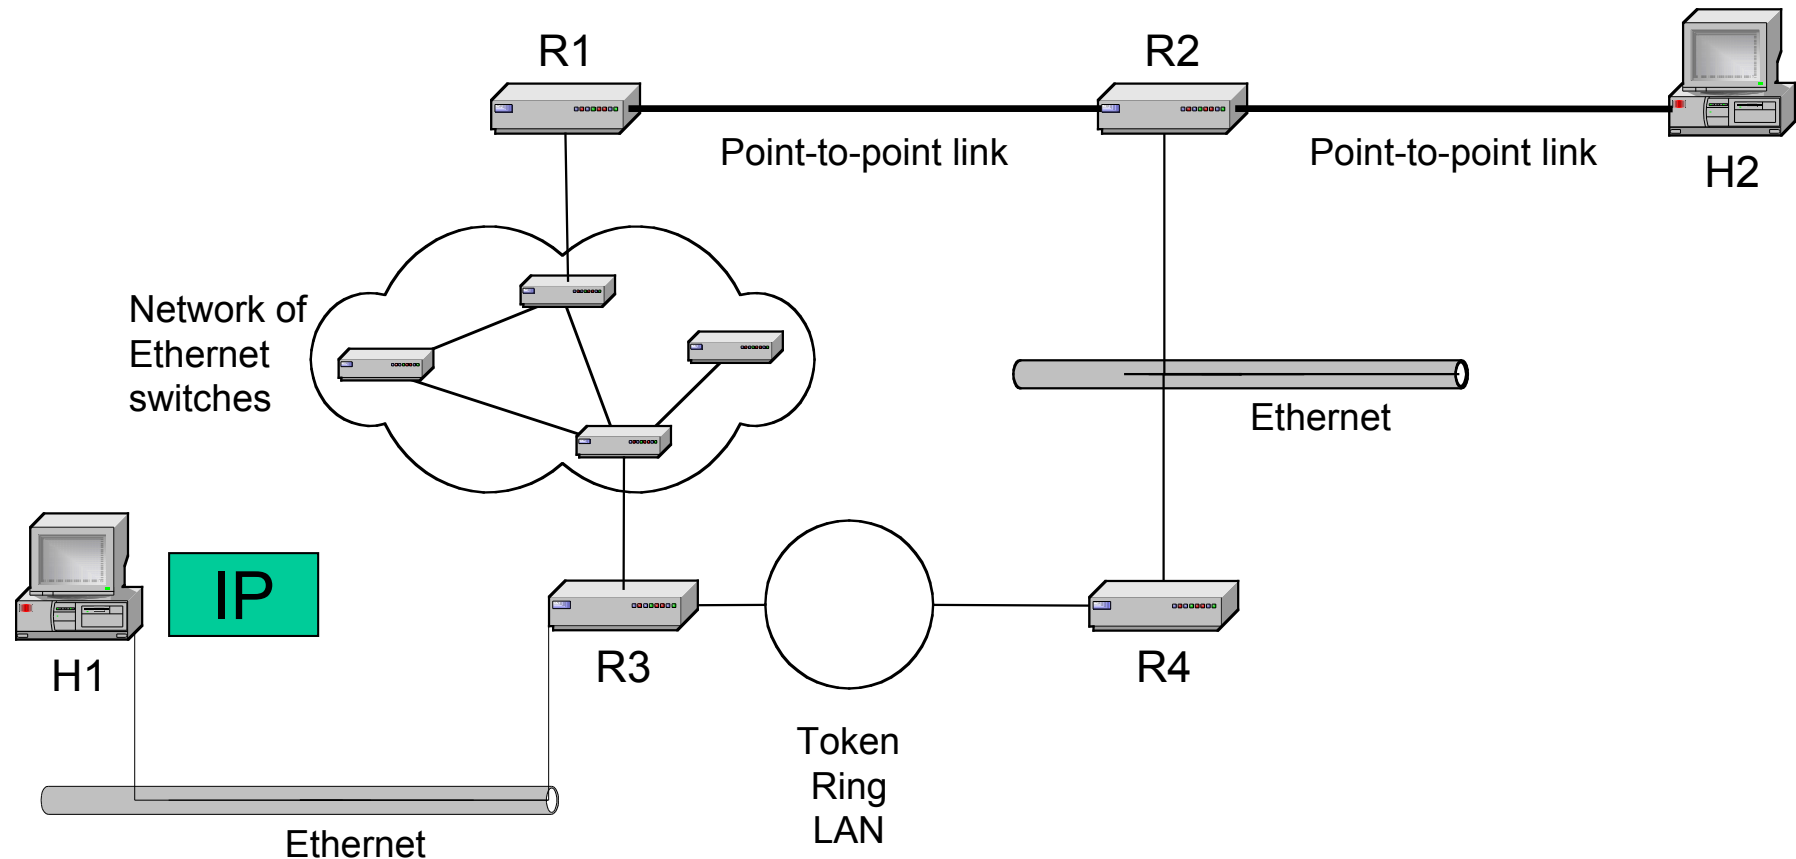 R1
R2
Point-to-point link
Point-to-point link
H2
Network of
Ethernet
switches
Ethernet
IP
H1
R3
R4
Token
Ring
LAN
Ethernet